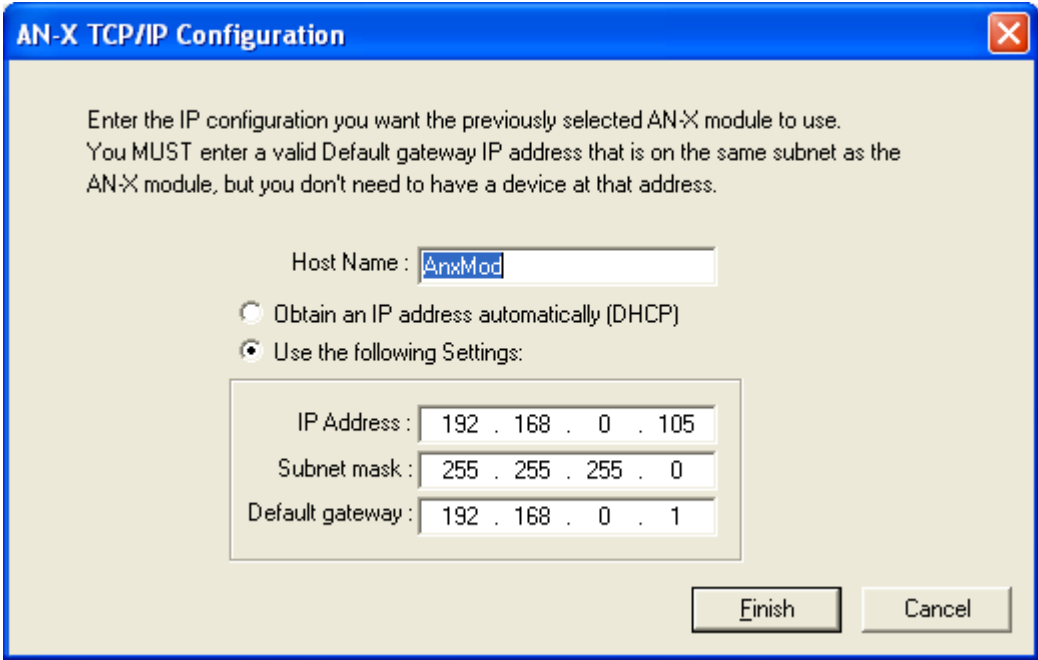 AN-X TCP/IP Configuration
Enter the IP configuration you want the previously selected AN-X module to use.
You MUST enter a valid Default gateway IP address that is on the same subnet as the
AN-X module, but you don't need to have a device at that address.
Host Name : AnxMod
Obtain an IP address automatically (DHCP)
Use the following Settings:
IP Address : 192 . 168 . 0 . 105
Subnet mask : 255 . 255 . 255 . 0
Default gateway : 192 . 168 . 0 . 1
Finish Cancel